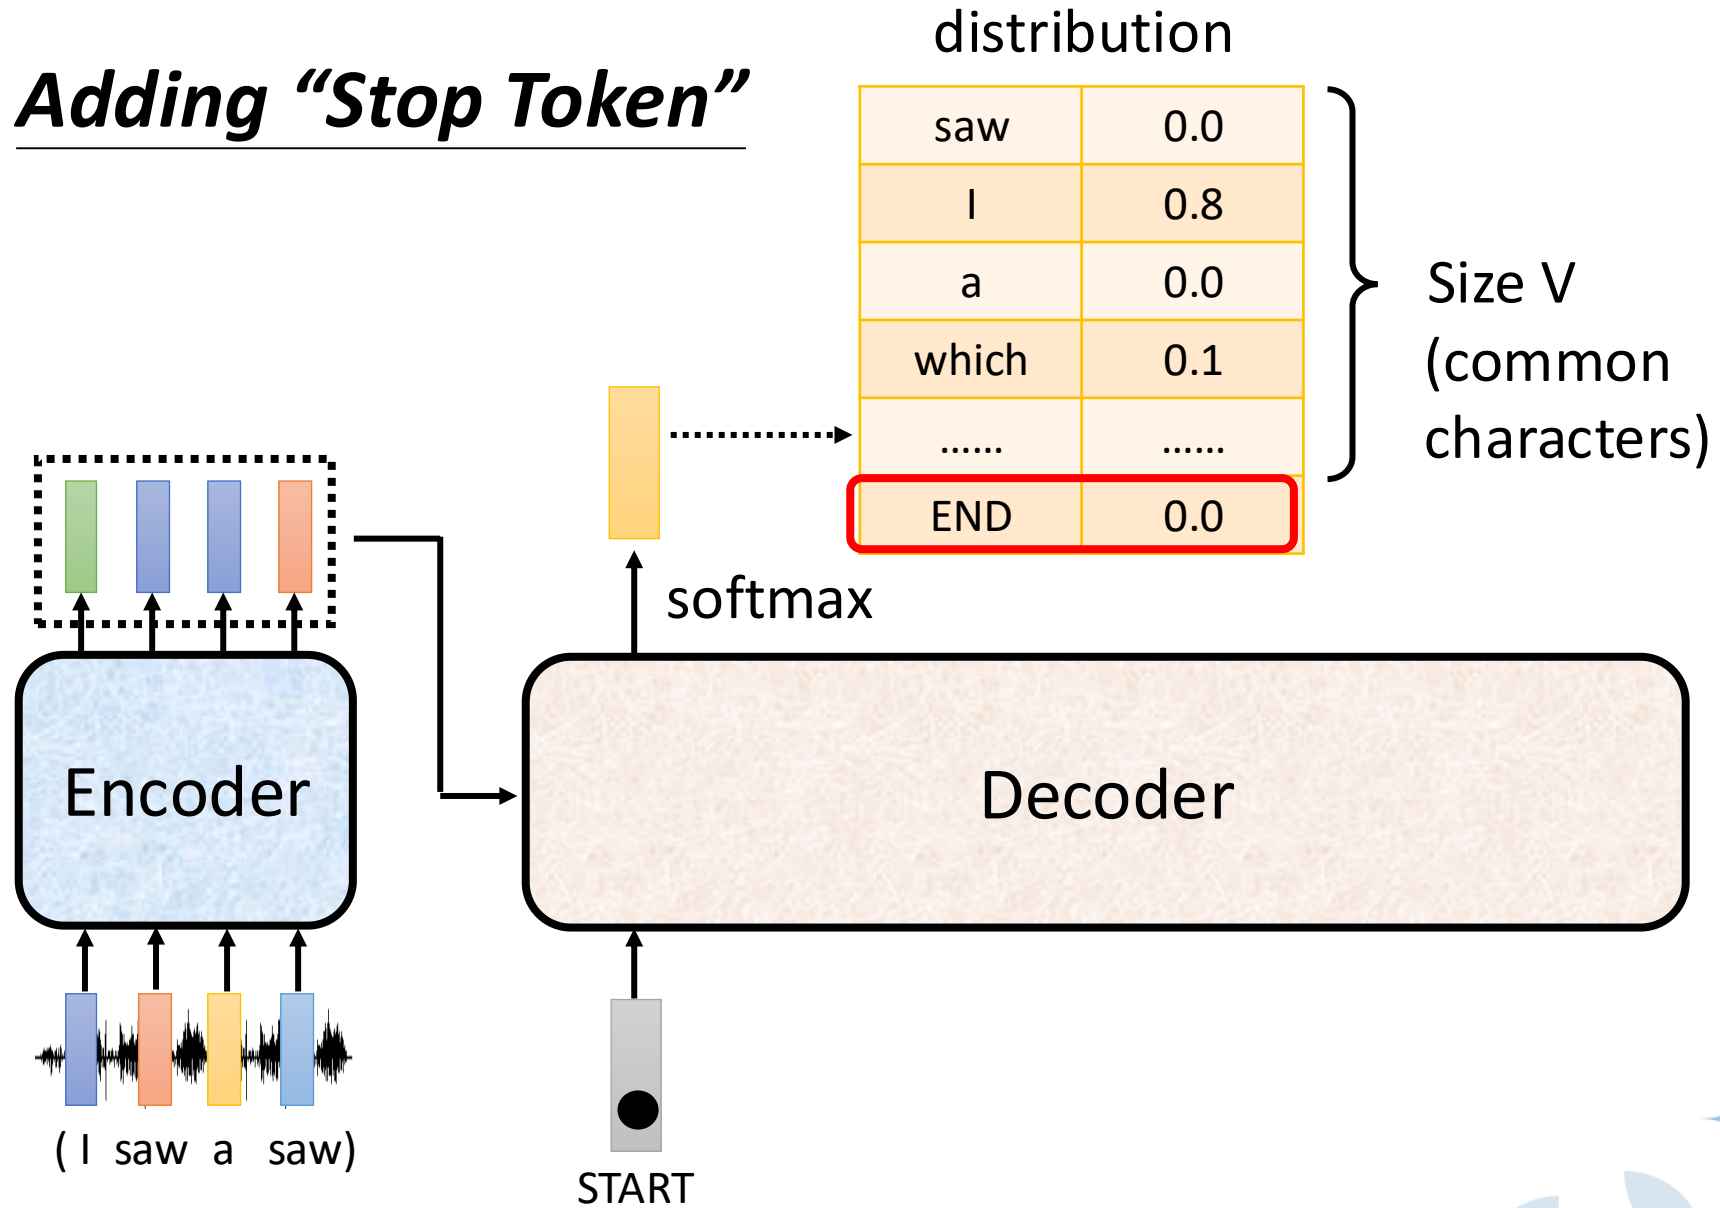 Adding “Stop Token”
distribution
saw 0.0
I 0.8
a 0.0
which 0.1
...... ......
END 0.0
Size V
(common
characters)
softmax
Encoder
Decoder
( I saw a saw)
START